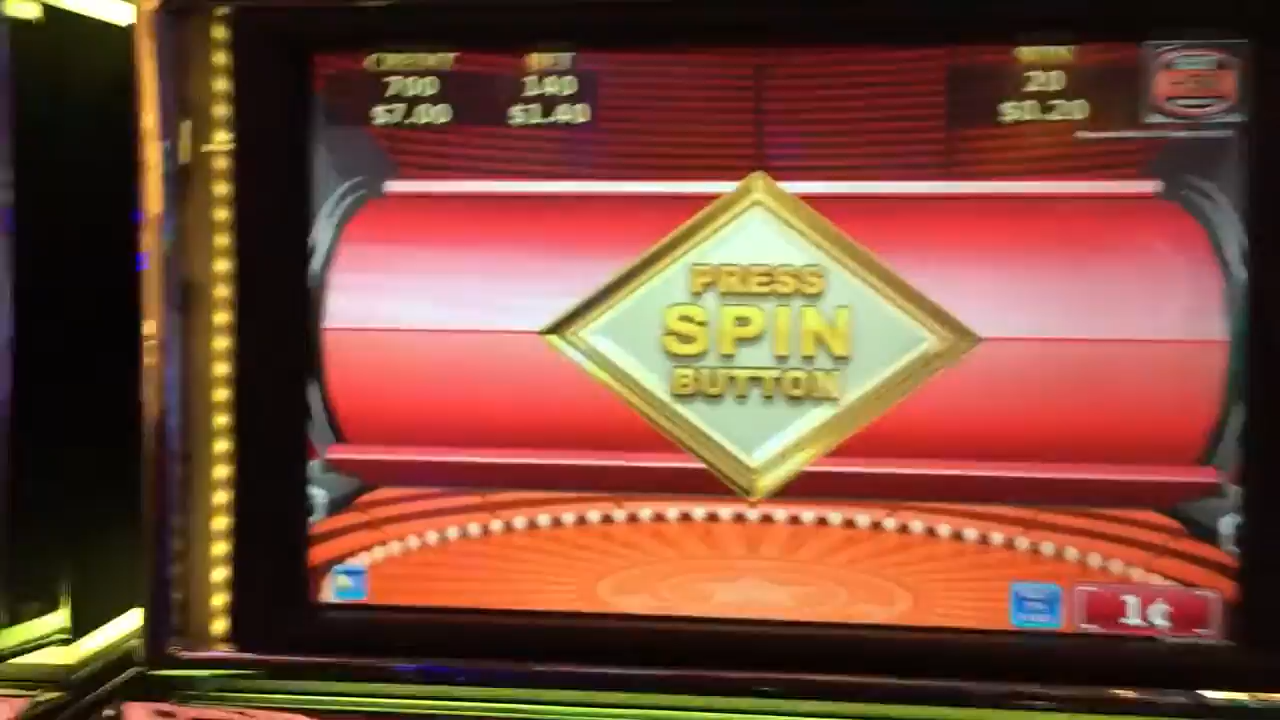 CREDIT
700
$7.00
BET
140
$1.40
WIN
20
$0.20
PRESS
SPIN
BUTTON
1¢